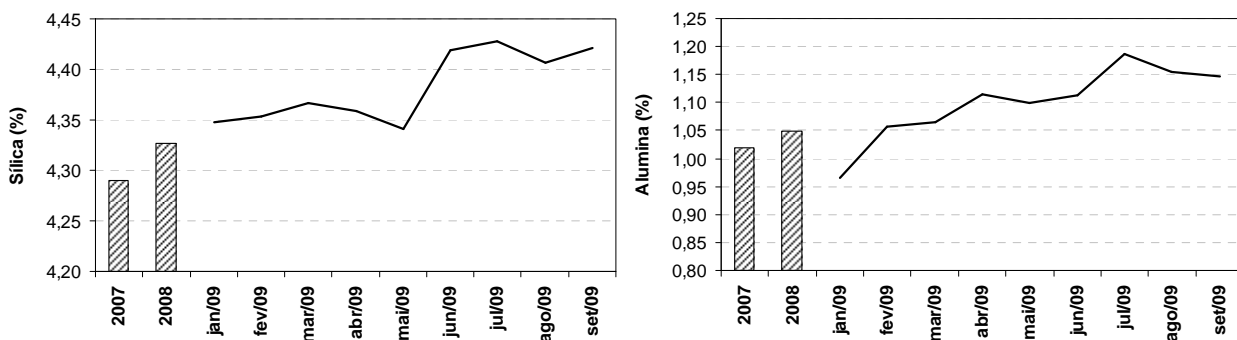 Sílica (%)
4,45
4,40
4,35
4,30
4,25
4,20
2007
2008
jan/09
fev/09
mar/09
abr/09
mai/09
jun/09
jul/09
ago/09
set/09
Alumina (%)
1,25
1,20
1,15
1,10
1,05
1,00
0,95
0,90
0,85
0,80
2007
2008
jan/09
fev/09
mar/09
abr/09
mai/09
jun/09
jul/09
ago/09
set/09